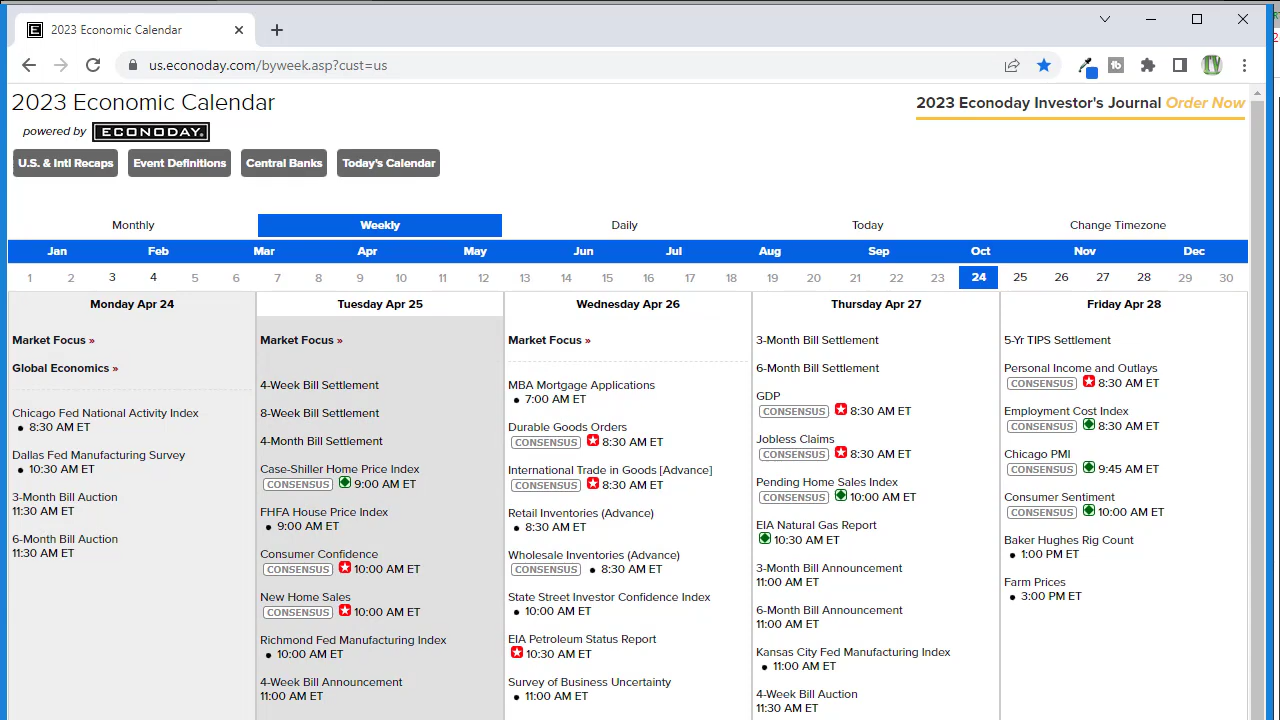 2023 Economic Calendar
us.econoday.com/byweek.asp?cust=us
2023 Economic Calendar
powered by ECONODAY.
2023 Econoday Investor's Journal Order Now
U.S. & Intl Recaps Event Definitions Central Banks Today's Calendar
Monthly Weekly Daily Today Change Timezone
Jan Feb Mar Apr May Jun Jul Aug Sep Oct Nov Dec
1 2 3 4 5 6 7 8 9 10 11 12 13 14 15 16 17 18 19 20 21 22 23 24 25 26 27 28 29 30
Monday Apr 24
Market Focus »
Global Economics »
Chicago Fed National Activity Index
● 8:30 AM ET
Dallas Fed Manufacturing Survey
● 10:30 AM ET
3-Month Bill Auction
11:30 AM ET
6-Month Bill Auction
11:30 AM ET
Tuesday Apr 25
Market Focus »
4-Week Bill Settlement
8-Week Bill Settlement
4-Month Bill Settlement
Case-Shiller Home Price Index
CONSENSUS 9:00 AM ET
FHFA House Price Index
● 9:00 AM ET
Consumer Confidence
CONSENSUS 10:00 AM ET
New Home Sales
CONSENSUS 10:00 AM ET
Richmond Fed Manufacturing Index
● 10:00 AM ET
4-Week Bill Announcement
11:00 AM ET
Wednesday Apr 26
Market Focus »
MBA Mortgage Applications
● 7:00 AM ET
Durable Goods Orders
CONSENSUS 8:30 AM ET
International Trade in Goods [Advance]
CONSENSUS 8:30 AM ET
Retail Inventories (Advance)
● 8:30 AM ET
Wholesale Inventories (Advance)
CONSENSUS ● 8:30 AM ET
State Street Investor Confidence Index
● 10:00 AM ET
EIA Petroleum Status Report
10:30 AM ET
Survey of Business Uncertainty
● 11:00 AM ET
Thursday Apr 27
3-Month Bill Settlement
6-Month Bill Settlement
GDP
CONSENSUS 8:30 AM ET
Jobless Claims
CONSENSUS 8:30 AM ET
Pending Home Sales Index
CONSENSUS 10:00 AM ET
EIA Natural Gas Report
10:30 AM ET
3-Month Bill Announcement
11:00 AM ET
6-Month Bill Announcement
11:00 AM ET
Kansas City Fed Manufacturing Index
● 11:00 AM ET
4-Week Bill Auction
11:30 AM ET
Friday Apr 28
5-Yr TIPS Settlement
Personal Income and Outlays
CONSENSUS 8:30 AM ET
Employment Cost Index
CONSENSUS 8:30 AM ET
Chicago PMI
CONSENSUS 9:45 AM ET
Consumer Sentiment
CONSENSUS 10:00 AM ET
Baker Hughes Rig Count
● 1:00 PM ET
Farm Prices
● 3:00 PM ET